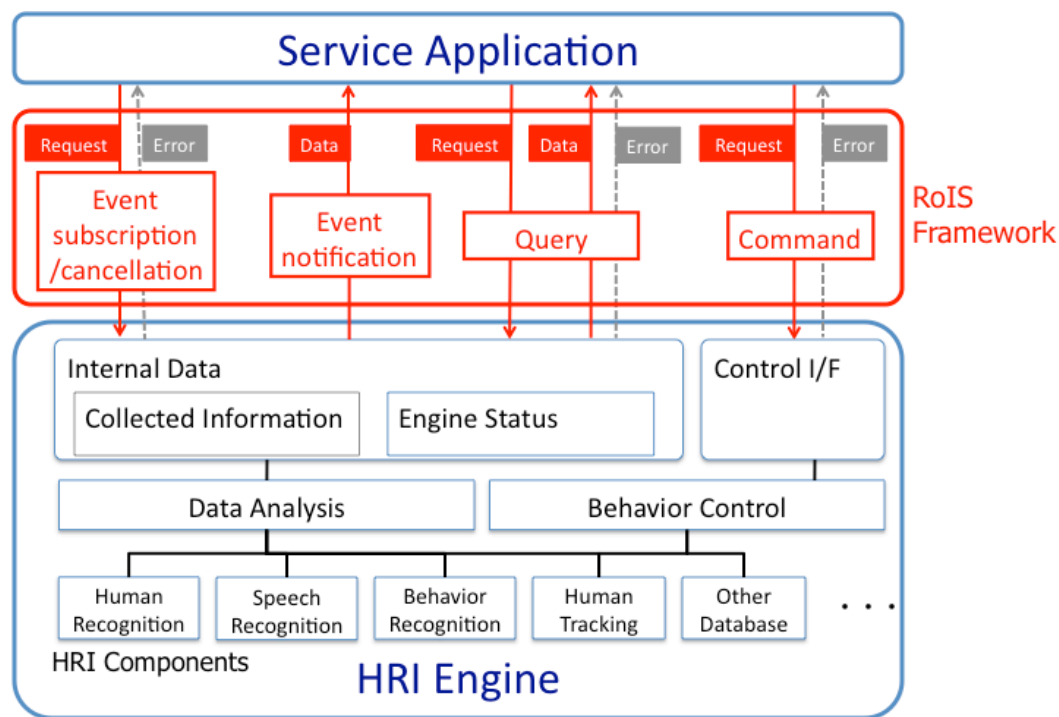 Service Application
Request
Error
Data
Request
Data
Error
Request
Error
Event
subscription
/cancellation
Event
notification
Query
Command
RoIS
Framework
Internal Data
Collected Information
Engine Status
Control I/F
Data Analysis
Behavior Control
Human
Recognition
Speech
Recognition
Behavior
Recognition
Human
Tracking
Other
Database
. . .
HRI Components
HRI Engine